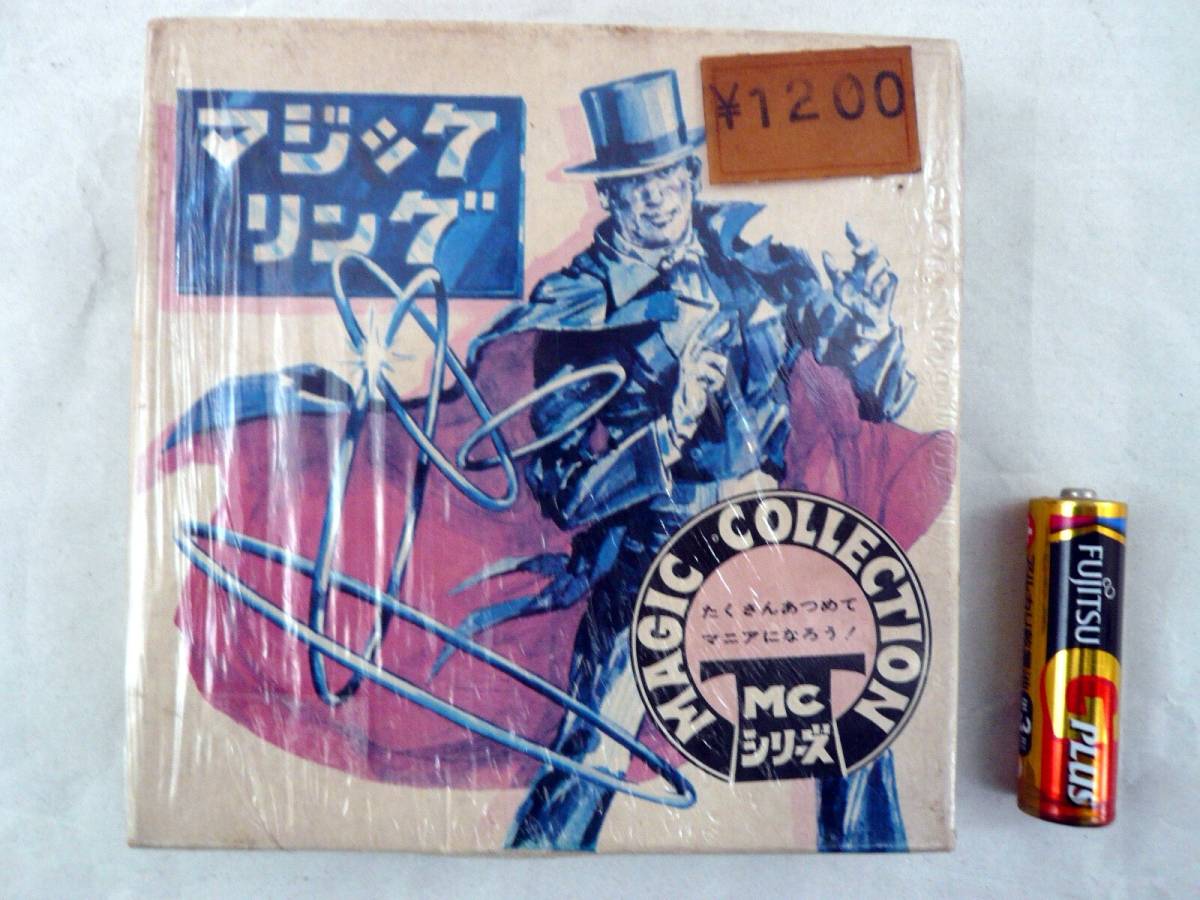 マジック
リング
¥1200
MAGIC COLLECTION
たくさんあつめて
マニアになろう!
MC
シリーズ
FUJITSU
G PLUS